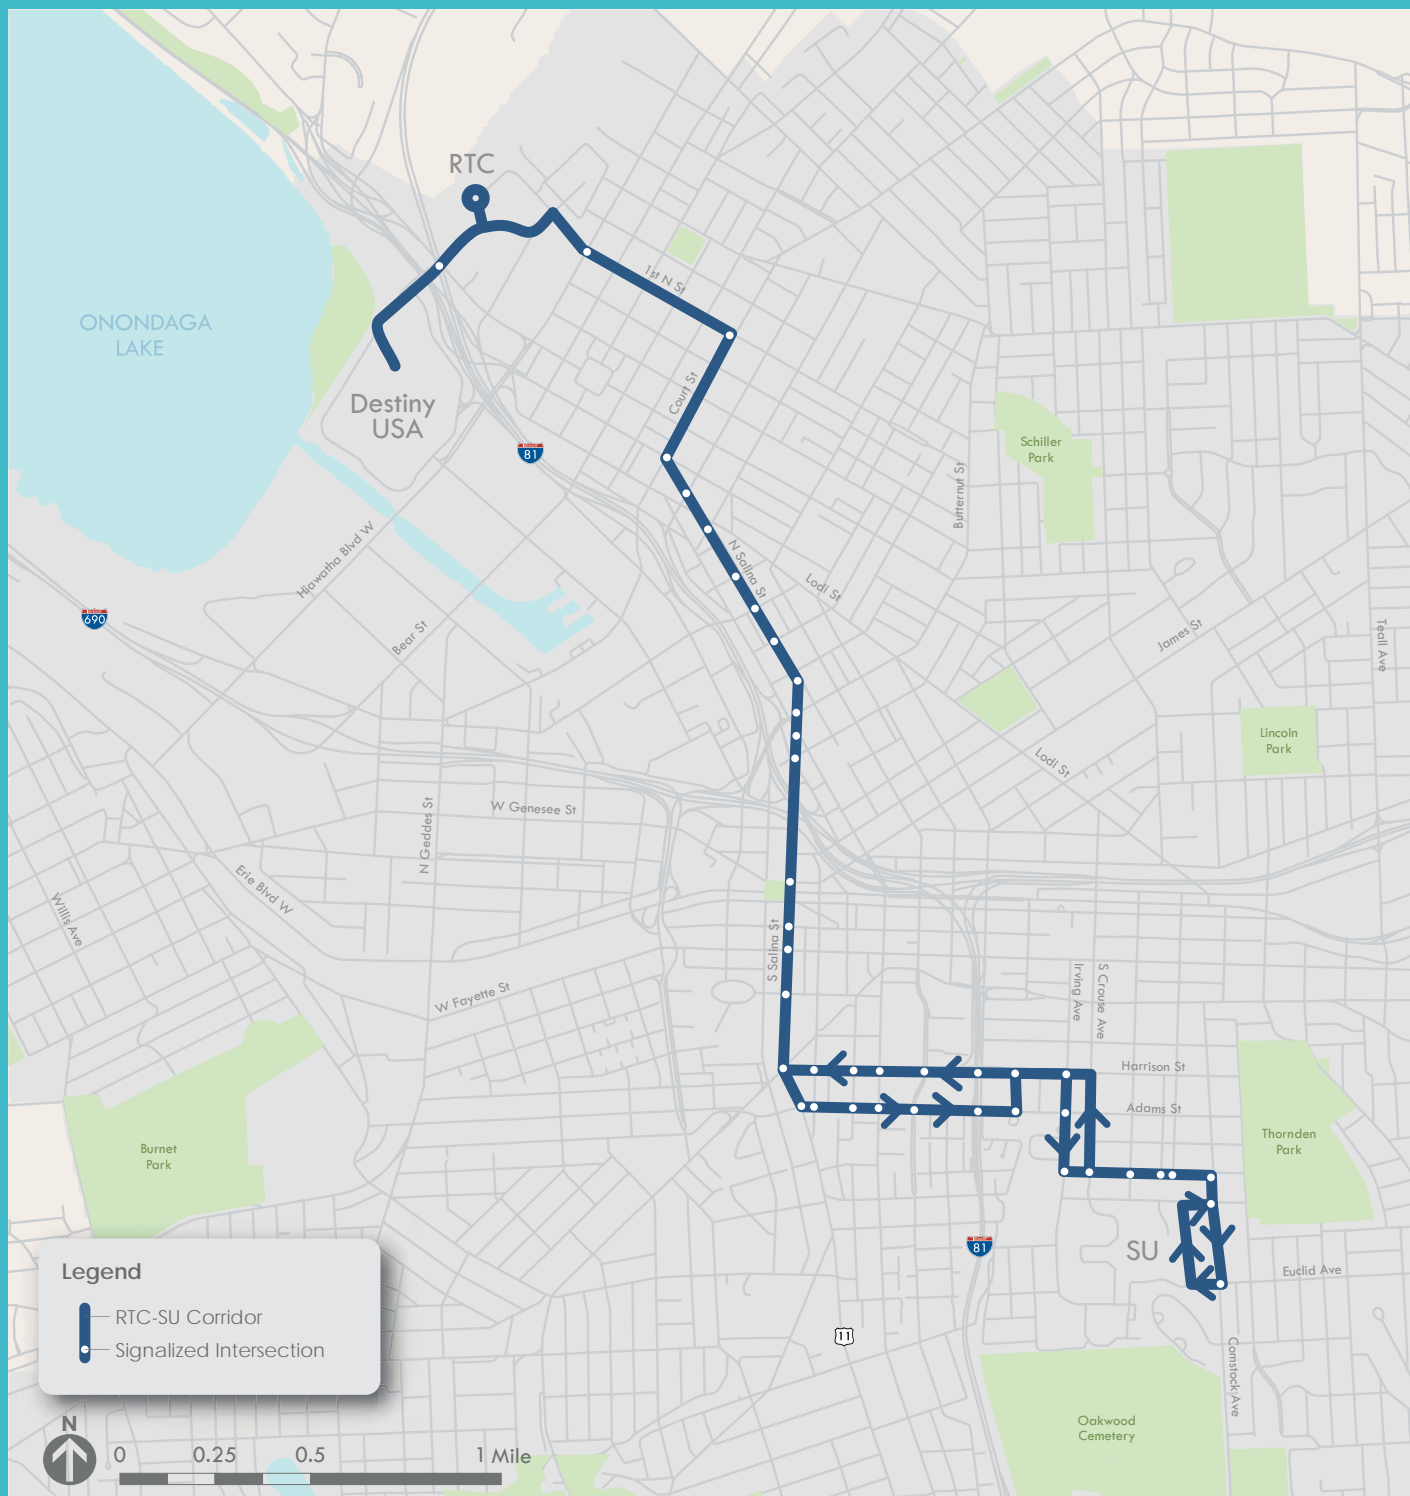 RTC
1st N St
ONONDAGA
LAKE
Destiny
USA
Court St
81
Schiller
Park
Butternut St
Hiawatha Blvd W
N Salina St
Lodi St
690
Bear St
James St
Teall Ave
Lincoln
Park
Lodi St
W Genesee St
N Geddes St
Erie Blvd W
Willis Ave
S Salina St
W Fayette St
Irving Ave
S Crouse Ave
Harrison St
Adams St
Burnet
Park
Thornden
Park
SU
81
Euclid Ave
Legend
RTC-SU Corridor
Signalized Intersection
11
Comstock Ave
Oakwood
Cemetery
N
0 0.25 0.5 1 Mile